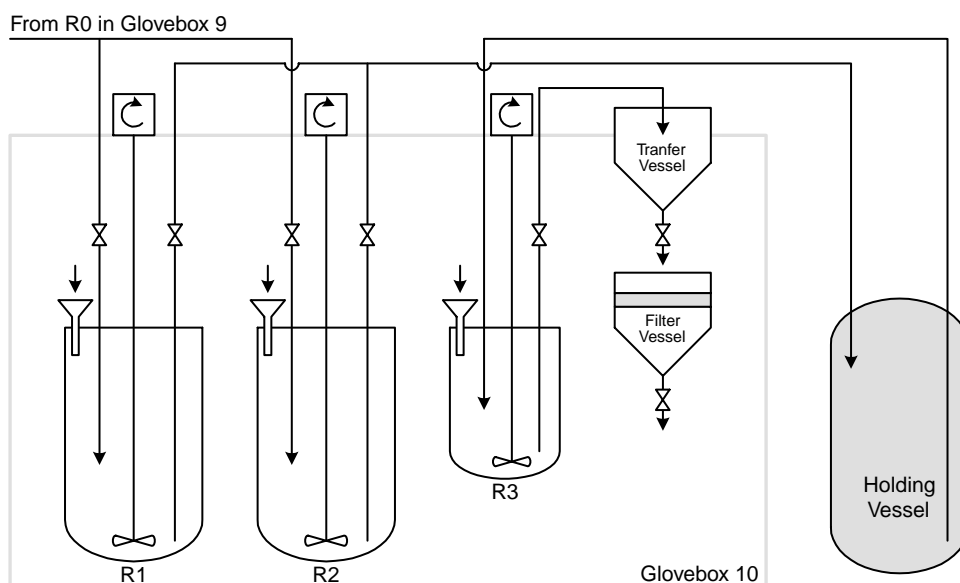 From R0 in Glovebox 9
Tranfer
Vessel
Filter
Vessel
Holding
Vessel
R3
R1
R2
Glovebox 10